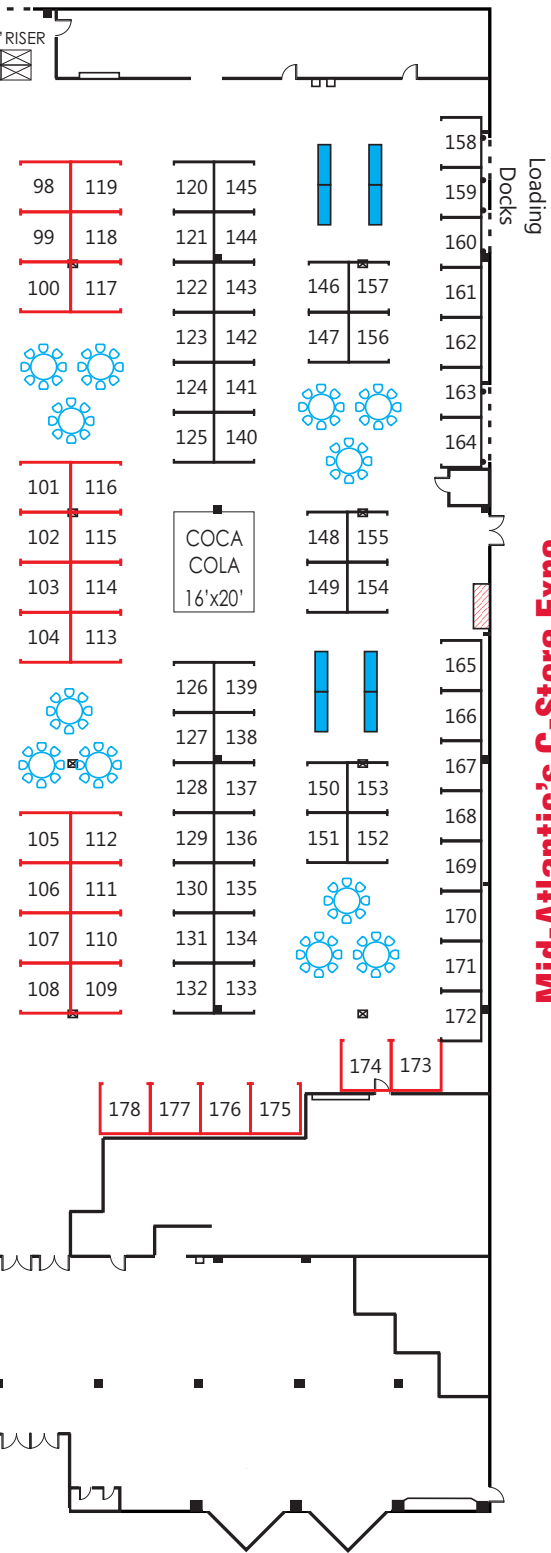 ' RISER
158
98 119 120 145 159
99 118 121 144 160
100 117 122 143 146 157 161
123 142 147 156 162
124 141 163
125 140 164
101 116
102 115 COCA 148 155
COLA
103 114 16'x20' 149 154
104 113 165
126 139 166
127 138 167
128 137 150 153 168
105 112 129 136 151 152 169
106 111 130 135 170
107 110 131 134 171
108 109 132 133 172
174 173
178 177 176 175
Loading
Docks
Mid-Atlantic's C-Store Expo